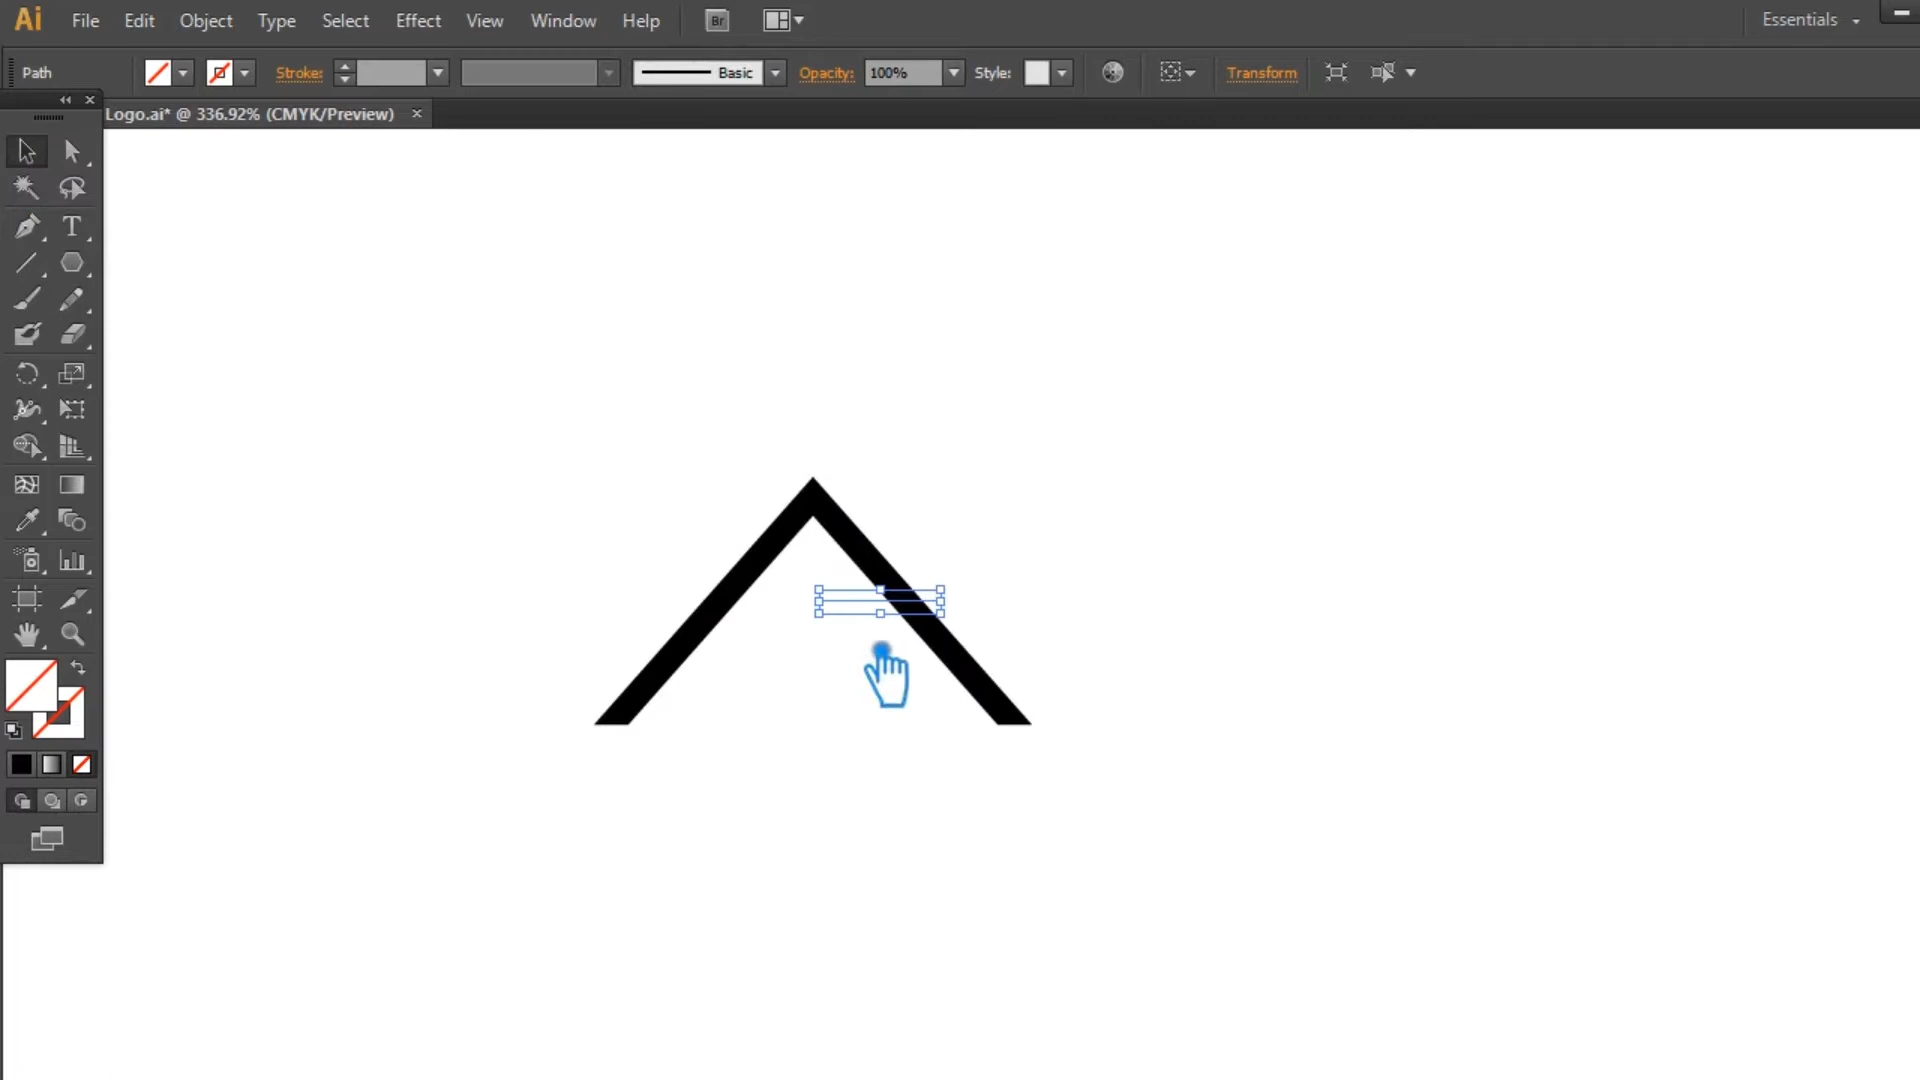 Ai File Edit Object Type Select Effect View Window Help Br Essentials
Path Stroke: Basic Opacity: 100% Style: Transform
Logo.ai* @ 336.92% (CMYK/Preview)
T